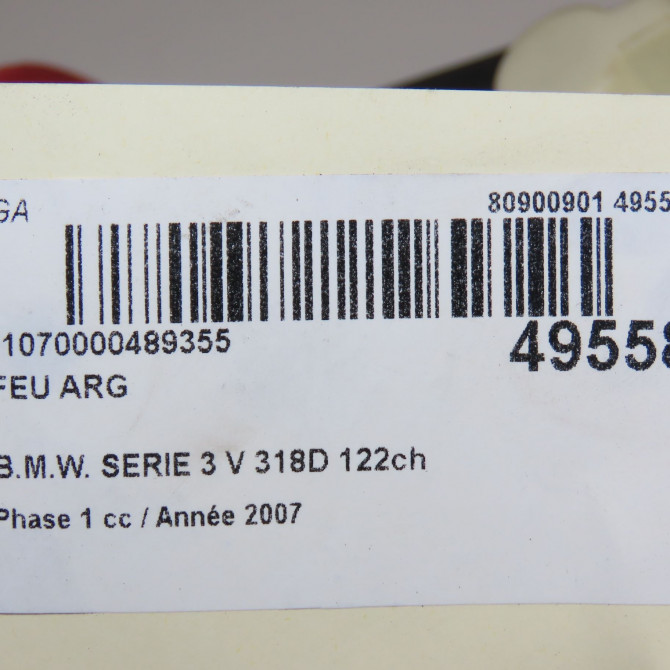 GA
80900901 4955
1070000489355
49558
FEU ARG
B.M.W. SERIE 3 V 318D 122ch
Phase 1 cc / Année 2007